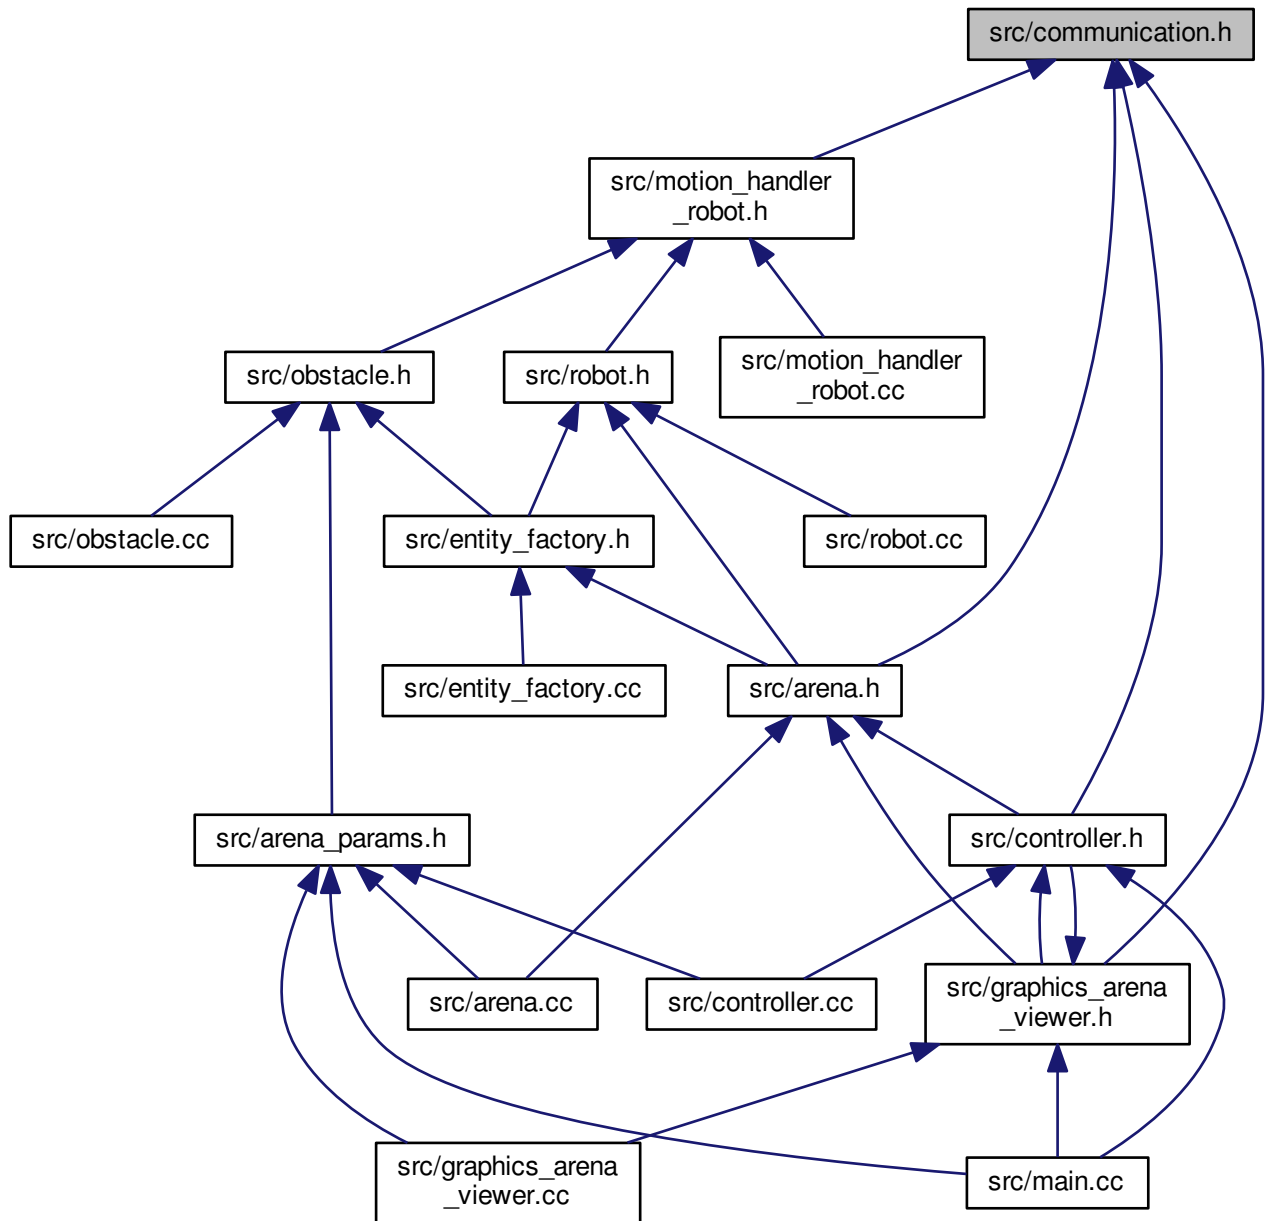 src/communication.h
src/motion_handler
_robot.h
src/obstacle.h
src/robot.h
src/motion_handler
_robot.cc
src/obstacle.cc
src/entity_factory.h
src/robot.cc
src/entity_factory.cc
src/arena.h
src/arena_params.h
src/controller.h
src/arena.cc
src/controller.cc
src/graphics_arena
_viewer.h
src/graphics_arena
_viewer.cc
src/main.cc